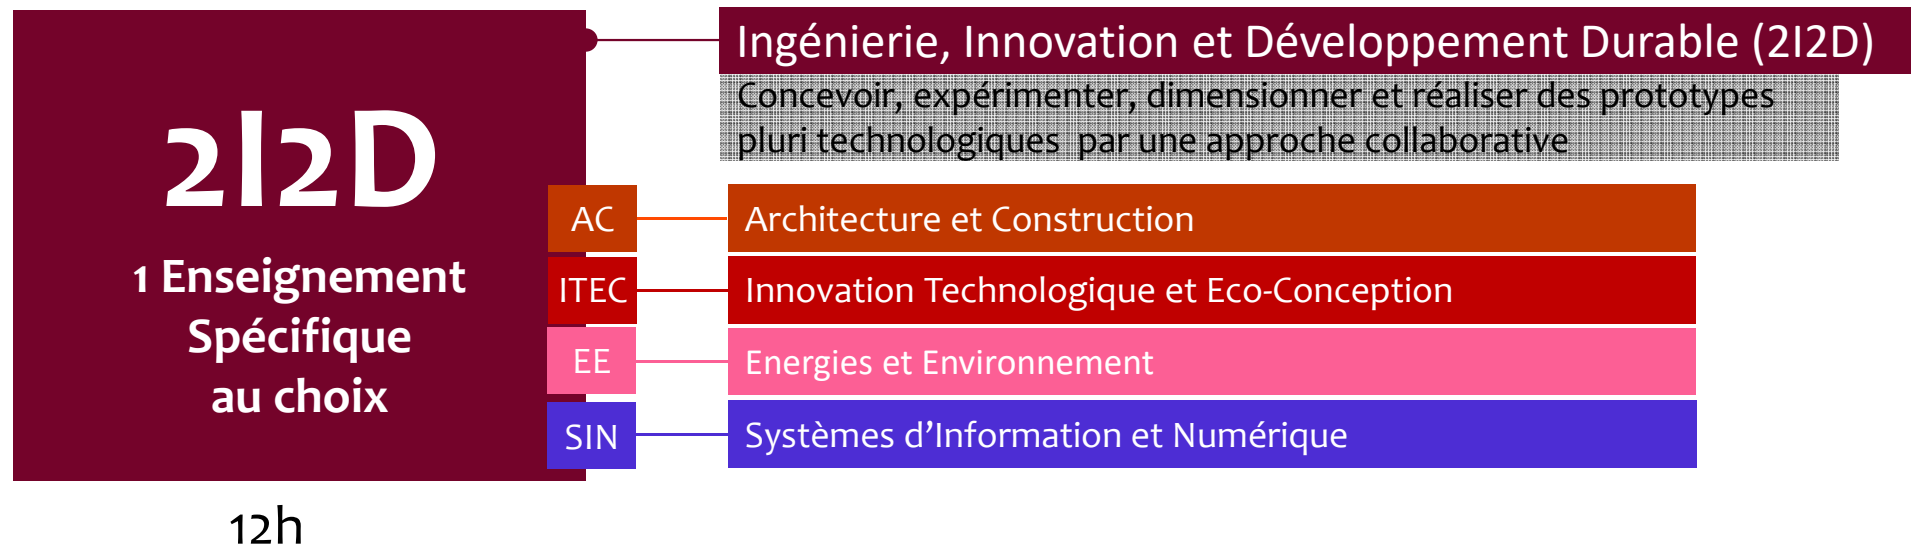 2I2D
1 Enseignement
Spécifique
au choix
12h
Ingénierie, Innovation et Développement Durable (2I2D)
Concevoir, expérimenter, dimensionner et réaliser des prototypes
pluri technologiques par une approche collaborative
AC Architecture et Construction
ITEC Innovation Technologique et Eco-Conception
EE Energies et Environnement
SIN Systèmes d’Information et Numérique